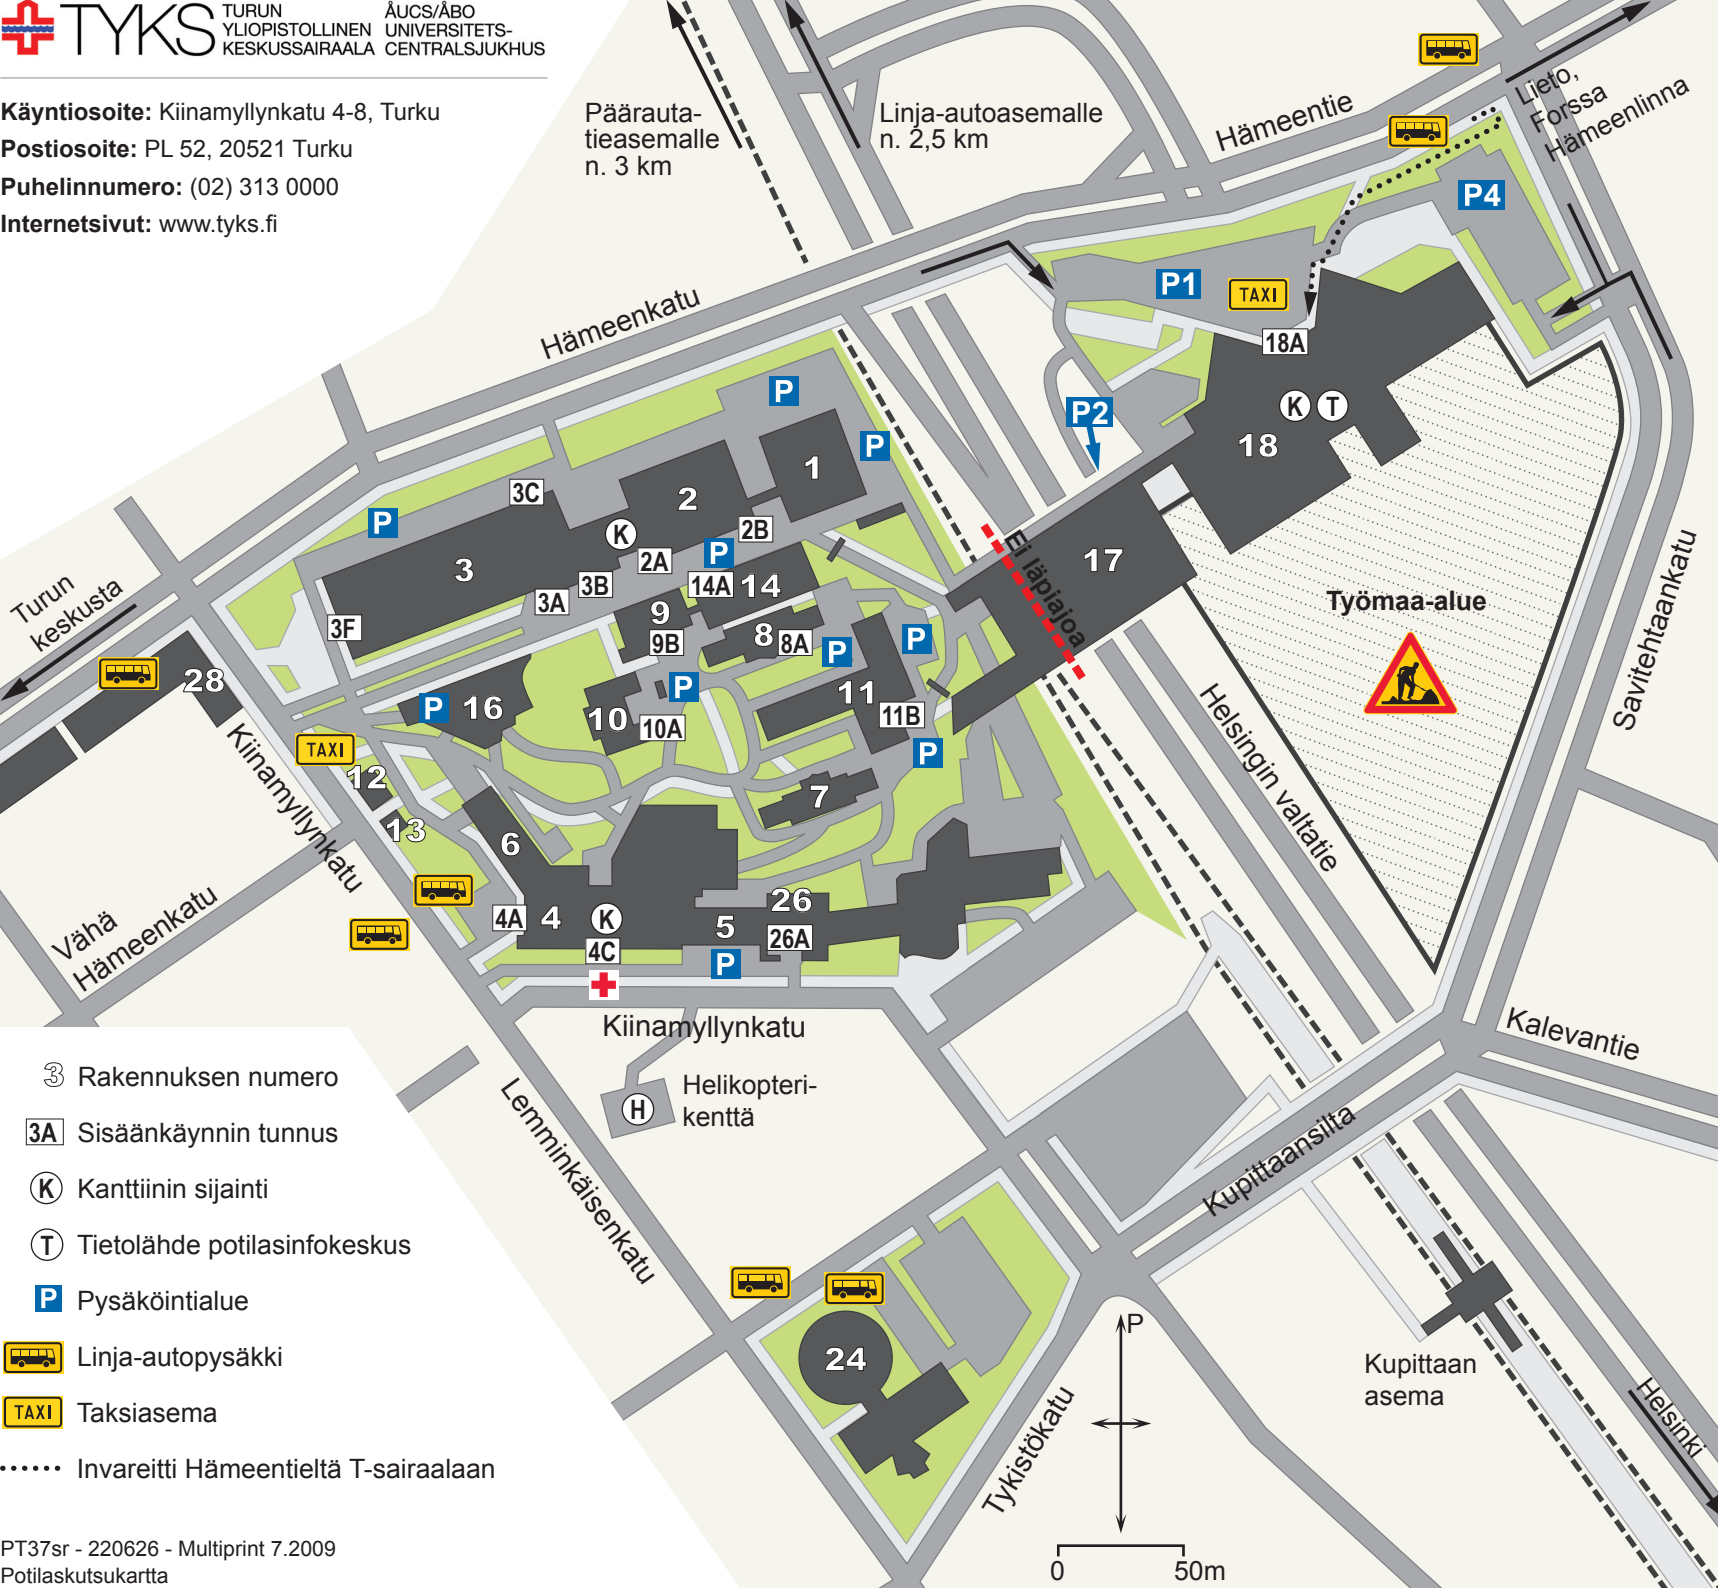 TYKS
TURUN
YLIOPISTOLLINEN
KESKUSSAIRAALA
ÅUCS/ÅBO
UNIVERSITETS-
CENTRALSJUKHUS
Käyntiosoite: Kiinamyllynkatu 4-8, Turku
Postiosoite: PL 52, 20521 Turku
Puhelinnumero: (02) 313 0000
Internetsivut: www.tyks.fi
Päärauta-
tieasemalle
n. 3 km
Linja-autoasemalle
n. 2,5 km
Hämeentie
Lieto,
Forssa
Hämeenlinna
P4
P1
TAXI
18A
Hämeenkatu
P
P2
K
T
18
P
1
2
3C
P
K
2B
P
2A
3
3B
3A
14A
14
17
Ei läpiajoa
Turun
keskusta
3F
9
9B
8
8A
P
P
Työmaa-alue
Savitehtaankatu
28
P
16
10
10A
P
11
11B
P
Helsingin valtatie
Kiinamyllynkatu
TAXI
12
13
7
6
Vähä
Hämeenkatu
4A
4
K
4C
5
26
26A
P
Kiinamyllynkatu
Kalevantie
Helikopteri-
kenttä
H
Lemminkäisenkatu
Kupittaansilta
3 Rakennuksen numero
3A Sisäänkäynnin tunnus
K Kanttiinin sijainti
T Tietolähde potilasinfokeskus
P Pysäköintialue
Linja-autopysäkki
TAXI Taksiasema
Invareitti Hämeentieltä T-sairaalaan
24
P
Tykistökatu
Kupittaan
asema
Helsinki
0 50m
PT37sr - 220626 - Multiprint 7.2009
Potilaskutsukartta